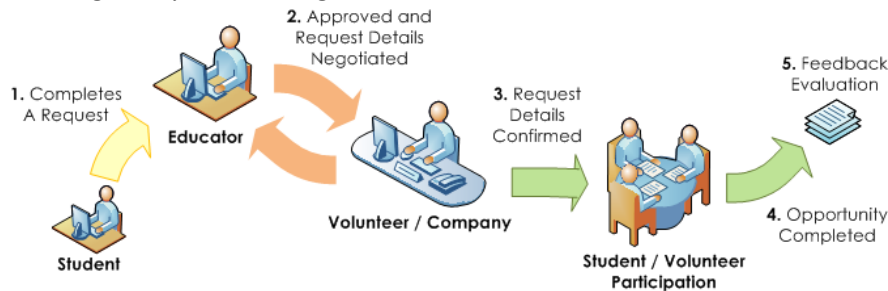 2. Approved and
Request Details
Negotiated
5. Feedback
Evaluation
1. Completes
A Request
3. Request
Details
Confirmed
Educator
Volunteer / Company
4. Opportunity
Completed
Student
Student / Volunteer
Participation